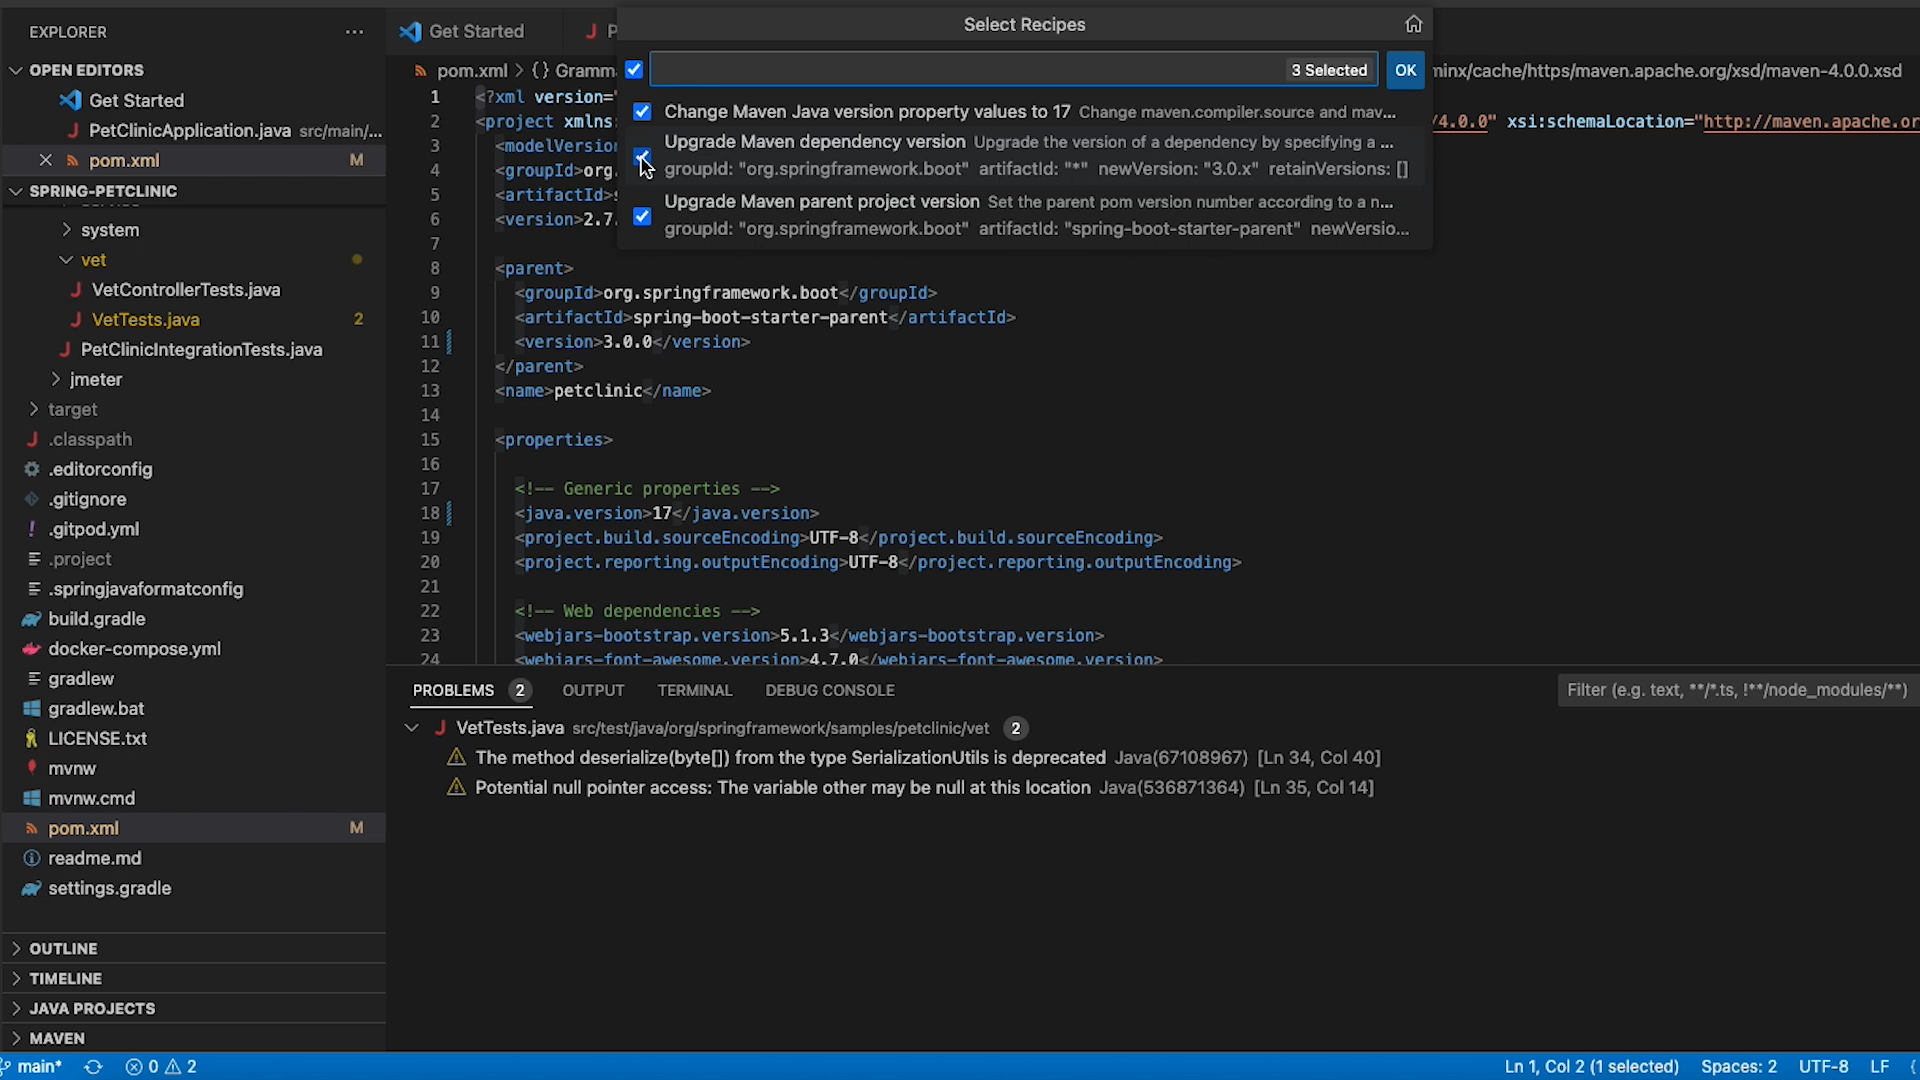 EXPLORER
OPEN EDITORS
Get Started
PetClinicApplication.java src/main/...
pom.xml M
SPRING-PETCLINIC
system
vet
VetControllerTests.java
VetTests.java 2
PetClinicIntegrationTests.java
jmeter
target
.classpath
.editorconfig
.gitignore
.gitpod.yml
.project
.springjavaformatconfig
build.gradle
docker-compose.yml
gradlew
gradlew.bat
LICENSE.txt
mvnw
mvnw.cmd
pom.xml M
readme.md
settings.gradle
OUTLINE
TIMELINE
JAVA PROJECTS
MAVEN
Get Started
Select Recipes
3 Selected OK
Change Maven Java version property values to 17 Change maven.compiler.source and mav...
Upgrade Maven dependency version Upgrade the version of a dependency by specifying a ...
groupId: "org.springframework.boot" artifactId: "*" newVersion: "3.0.x" retainVersions: []
Upgrade Maven parent project version Set the parent pom version number according to a n...
groupId: "org.springframework.boot" artifactId: "spring-boot-starter-parent" newVersio...
pom.xml > {} Gramm minx/cache/https/maven.apache.org/xsd/maven-4.0.0.xsd
1 <?xml version="
2 <project xmlns: /4.0.0" xsi:schemaLocation="http://maven.apache.or
3 <modelVersion
4 <groupId>org.
5 <artifactId>s
6 <version>2.7.
7
8 <parent>
9 <groupId>org.springframework.boot</groupId>
10 <artifactId>spring-boot-starter-parent</artifactId>
11 <version>3.0.0</version>
12 </parent>
13 <name>petclinic</name>
14
15 <properties>
16
17 <!-- Generic properties -->
18 <java.version>17</java.version>
19 <project.build.sourceEncoding>UTF-8</project.build.sourceEncoding>
20 <project.reporting.outputEncoding>UTF-8</project.reporting.outputEncoding>
21
22 <!-- Web dependencies -->
23 <webjars-bootstrap.version>5.1.3</webjars-bootstrap.version>
24 <webjars-font-awesome.version>4.7.0</webjars-font-awesome.version>
PROBLEMS 2 OUTPUT TERMINAL DEBUG CONSOLE Filter (e.g. text, **/*.ts, !**/node_modules/**)
VetTests.java src/test/java/org/springframework/samples/petclinic/vet 2
The method deserialize(byte[]) from the type SerializationUtils is deprecated Java(67108967) [Ln 34, Col 40]
Potential null pointer access: The variable other may be null at this location Java(536871364) [Ln 35, Col 14]
main* 0 2 Ln 1, Col 2 (1 selected) Spaces: 2 UTF-8 LF